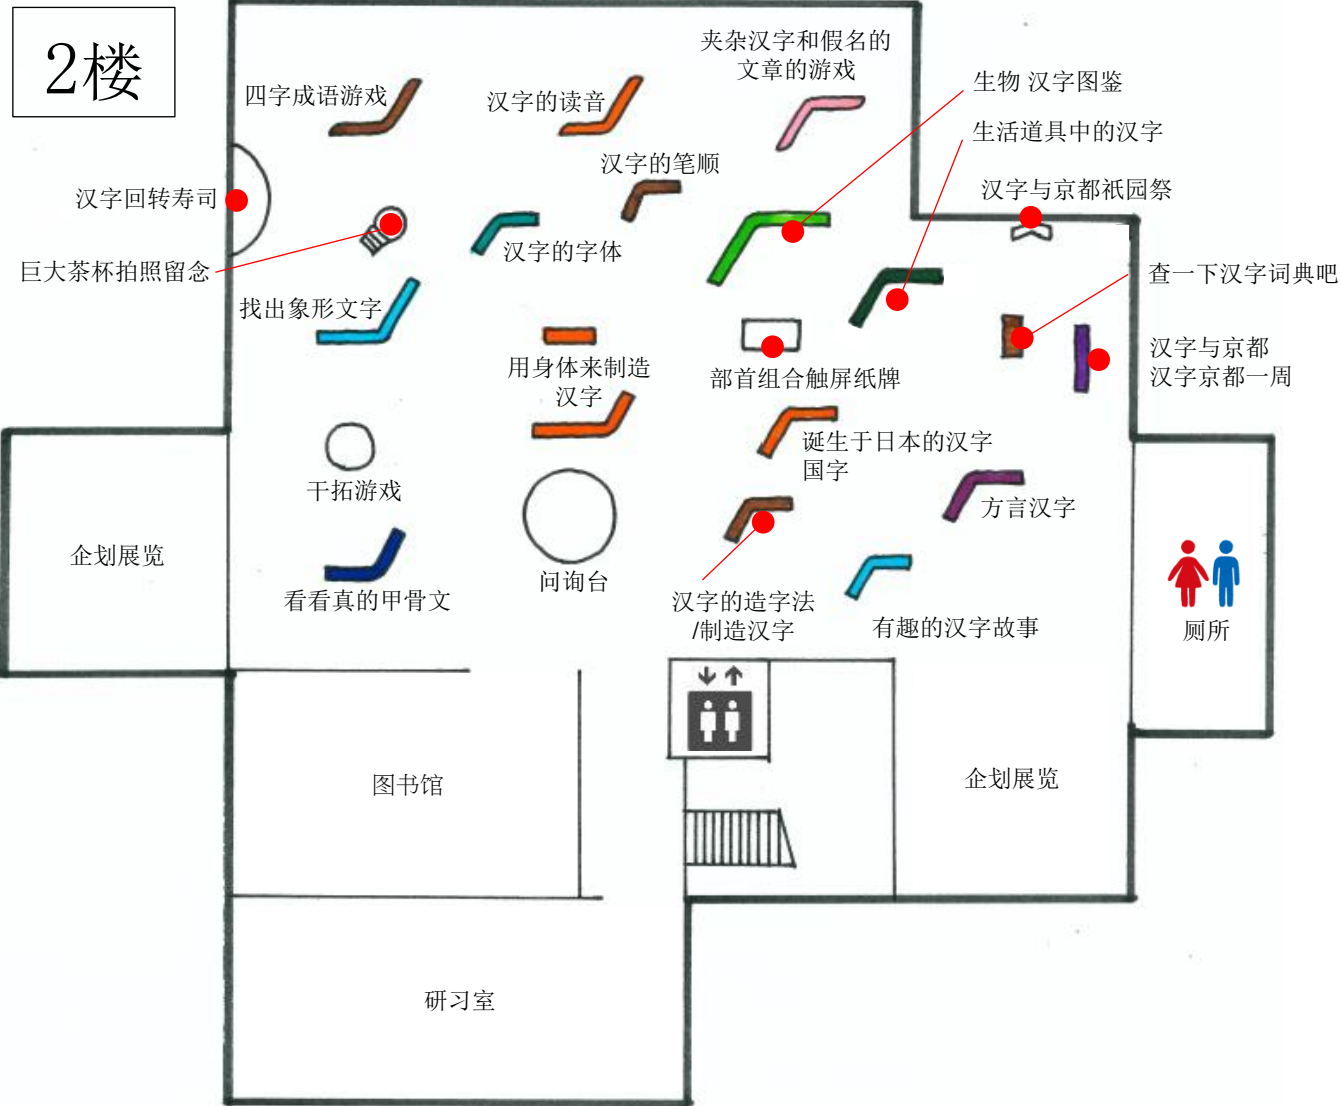 2楼
夹杂汉字和假名的
文章的游戏
四字成语游戏
汉字的读音
生物 汉字图鉴
生活道具中的汉字
汉字的笔顺
汉字与京都祇园祭
汉字回转寿司
汉字的字体
巨大茶杯拍照留念
查一下汉字词典吧
找出象形文字
用身体来制造
汉字
部首组合触屏纸牌
汉字与京都
汉字京都一周
诞生于日本的汉字
国字
干拓游戏
方言汉字
企划展览
问询台
看看真的甲骨文
汉字的造字法
/制造汉字
有趣的汉字故事
厕所
图书馆
企划展览
研习室